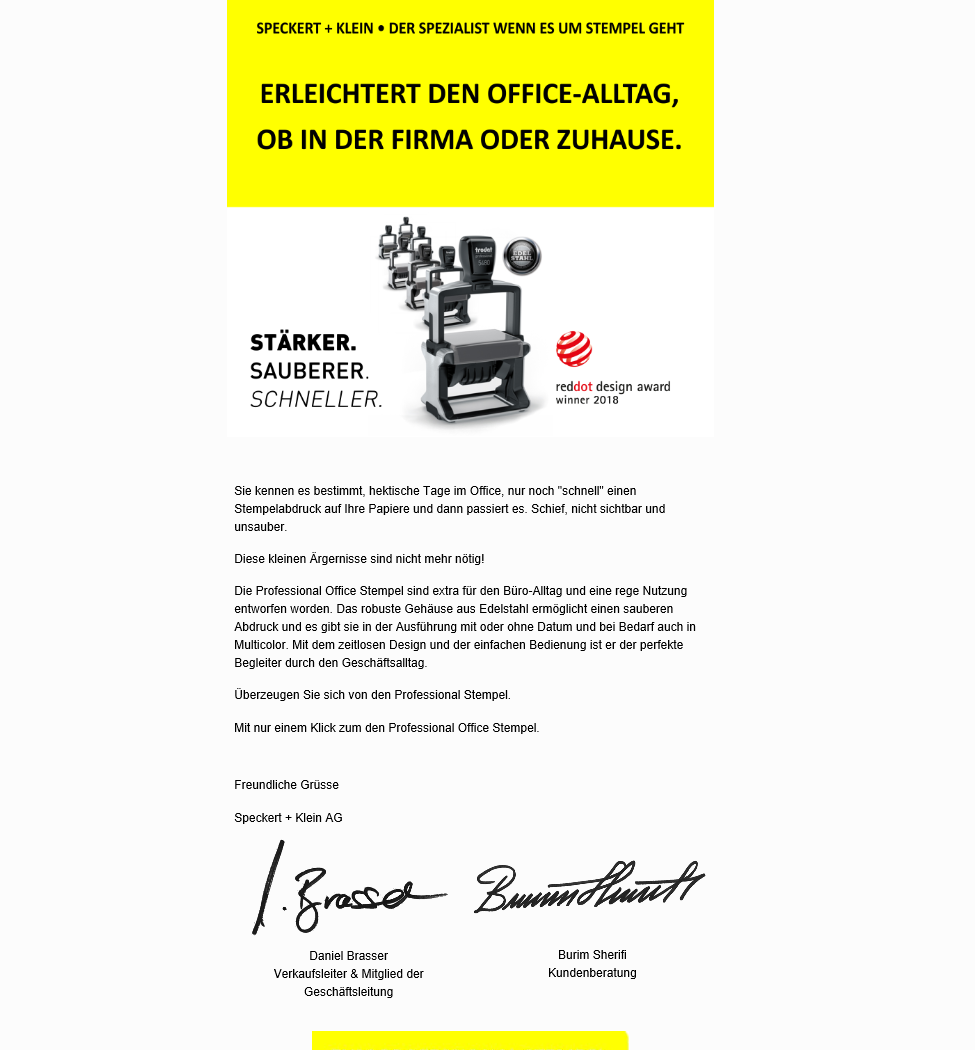 SPECKERT + KLEIN • DER SPEZIALIST WENN ES UM STEMPEL GEHT
ERLEICHTERT DEN OFFICE-ALLTAG,
OB IN DER FIRMA ODER ZUHAUSE.
trodat
professional
5480
EDEL
STAHL
STÄRKER.
SAUBERER.
SCHNELLER.
reddot design award
winner 2018
Sie kennen es bestimmt, hektische Tage im Office, nur noch "schnell" einen
Stempelabdruck auf Ihre Papiere und dann passiert es. Schief, nicht sichtbar und
unsauber.
Diese kleinen Ärgernisse sind nicht mehr nötig!
Die Professional Office Stempel sind extra für den Büro-Alltag und eine rege Nutzung
entworfen worden. Das robuste Gehäuse aus Edelstahl ermöglicht einen sauberen
Abdruck und es gibt sie in der Ausführung mit oder ohne Datum und bei Bedarf auch in
Multicolor. Mit dem zeitlosen Design und der einfachen Bedienung ist er der perfekte
Begleiter durch den Geschäftsalltag.
Überzeugen Sie sich von den Professional Stempel.
Mit nur einem Klick zum den Professional Office Stempel.
Freundliche Grüsse
Speckert + Klein AG
Daniel Brasser
Verkaufsleiter & Mitglied der
Geschäftsleitung
Burim Sherifi
Kundenberatung